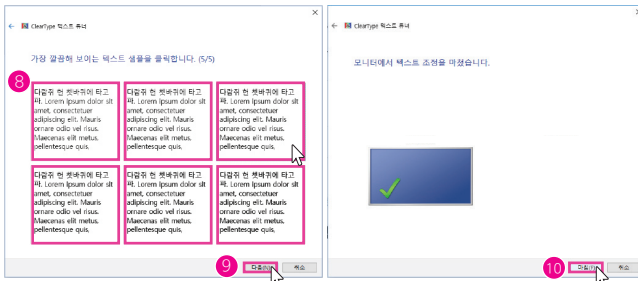 ClearType 텍스트 튜너
가장 깔끔해 보이는 텍스트 샘플을 클릭합니다. (5/5)
8
다람쥐 헌 쳇바퀴에 타고
파. Lorem Ipsum dolor sit
amet, consectetuer
adipiscing elit. Mauris
ornare odio vel risus.
Maecenas elit metus,
pellentesque quis,
다람쥐 헌 쳇바퀴에 타고
파. Lorem Ipsum dolor sit
amet, consectetuer
adipiscing elit. Mauris
ornare odio vel risus.
Maecenas elit metus,
pellentesque quis,
다람쥐 헌 쳇바퀴에 타고
파. Lorem Ipsum dolor sit
amet, consectetuer
adipiscing elit. Mauris
ornare odio vel risus.
Maecenas elit metus,
pellentesque quis,
다람쥐 헌 쳇바퀴에 타고
파. Lorem Ipsum dolor sit
amet, consectetuer
adipiscing elit. Mauris
ornare odio vel risus.
Maecenas elit metus,
pellentesque quis,
다람쥐 헌 쳇바퀴에 타고
파. Lorem Ipsum dolor sit
amet, consectetuer
adipiscing elit. Mauris
ornare odio vel risus.
Maecenas elit metus,
pellentesque quis,
다람쥐 헌 쳇바퀴에 타고
파. Lorem Ipsum dolor sit
amet, consectetuer
adipiscing elit. Mauris
ornare odio vel risus.
Maecenas elit metus,
pellentesque quis,
9
다음(N)
취소
ClearType 텍스트 튜너
모니터에서 텍스트 조정을 마쳤습니다.
10
마침(F)
취소